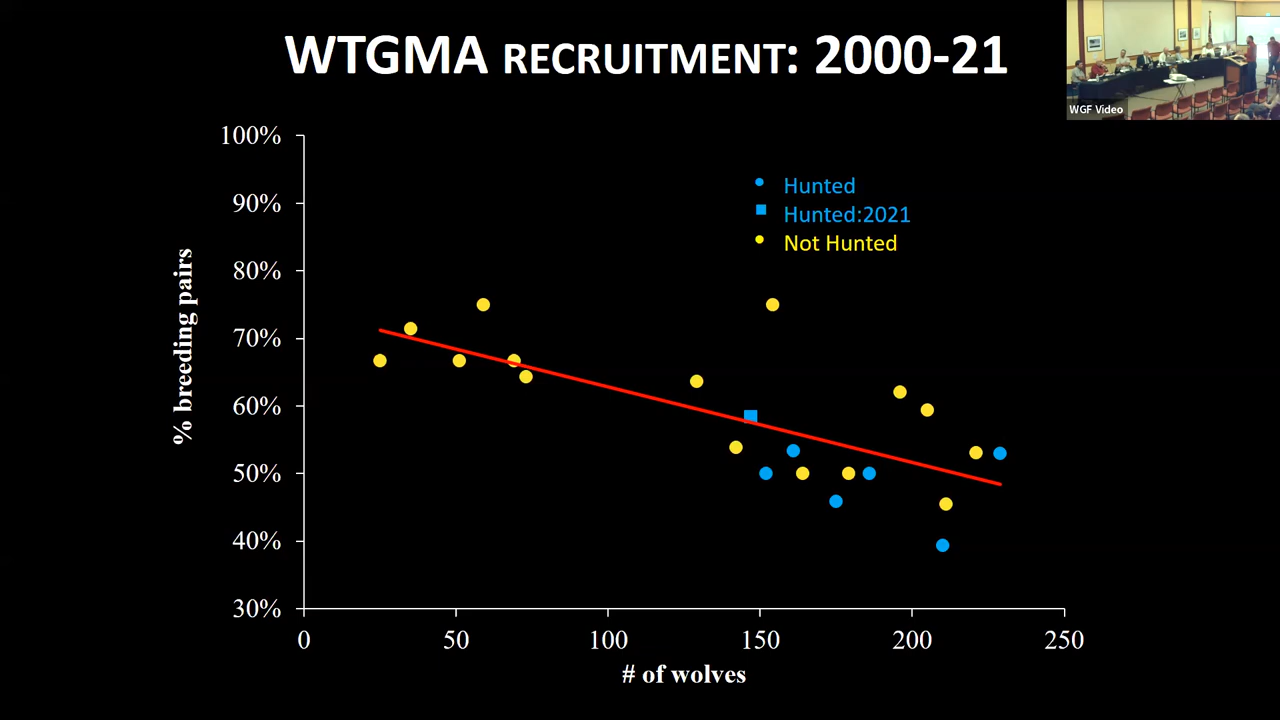 WTGMA RECRUITMENT: 2000-21
WGF Video
100%
90%
80%
70%
60%
50%
40%
30%
% breeding pairs
Hunted
Hunted:2021
Not Hunted
0 50 100 150 200 250
# of wolves